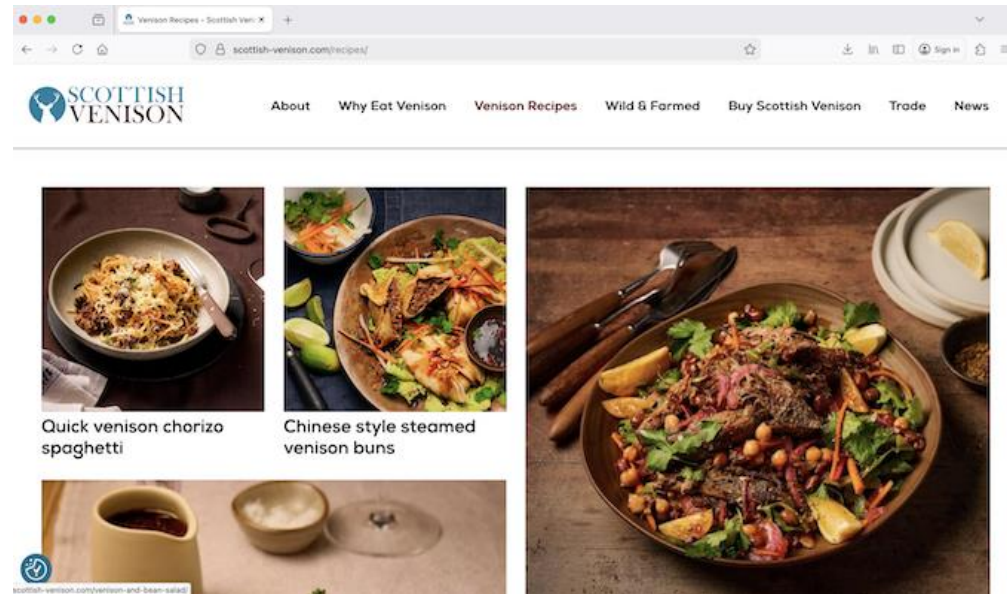 Venison Recipes - Scottish Veni
scottish-venison.com/recipes/
Sign in
SCOTTISH
VENISON
About Why Eat Venison Venison Recipes Wild & Farmed Buy Scottish Venison Trade News
Quick venison chorizo
spaghetti
Chinese style steamed
venison buns
scottish-venison.com/venison-and-bean-salad/